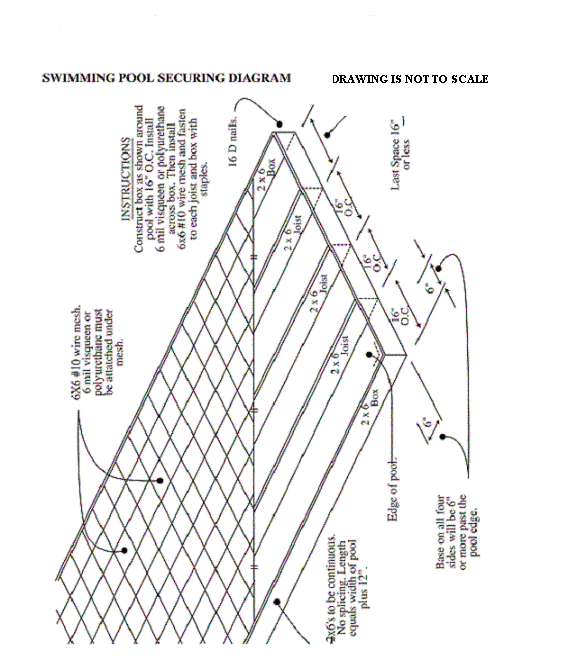 SWIMMING POOL SECURING DIAGRAM
DRAWING IS NOT TO SCALE
INSTRUCTIONS
Construct box as shown around
pool with 16" O.C. Install
6 mil visqueen or polyurethane
across box. Then install
6x6 #10 wire mesh and fasten
to each joist and box with
staples.
16 D nails.
6X6 #10 wire mesh.
6 mil visqueen or
polyurethane must
be attatched under
mesh.
2 x 6
Box
2 x 6
Joist
2 x 6
Joist
2 x 6
Joist
2 x 6
Box
Last Space 16"
or less
16"
O.C.
16"
O.C.
16"
O.C.
6"
6"
Edge of pool.
2x6's to be continuous.
No splicing. Length
equals width of pool
plus 12".
Base on all four
sides will be 6"
or more past the
pool edge.